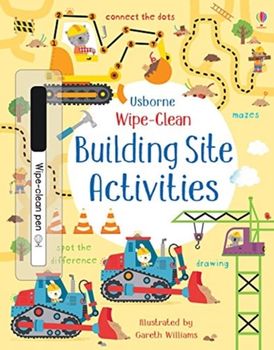 connect the dots
mazes
Usborne
Wipe-Clean
Building Site
Activities
Wipe-clean pen
spot the
difference
drawing
Illustrated by
Gareth Williams